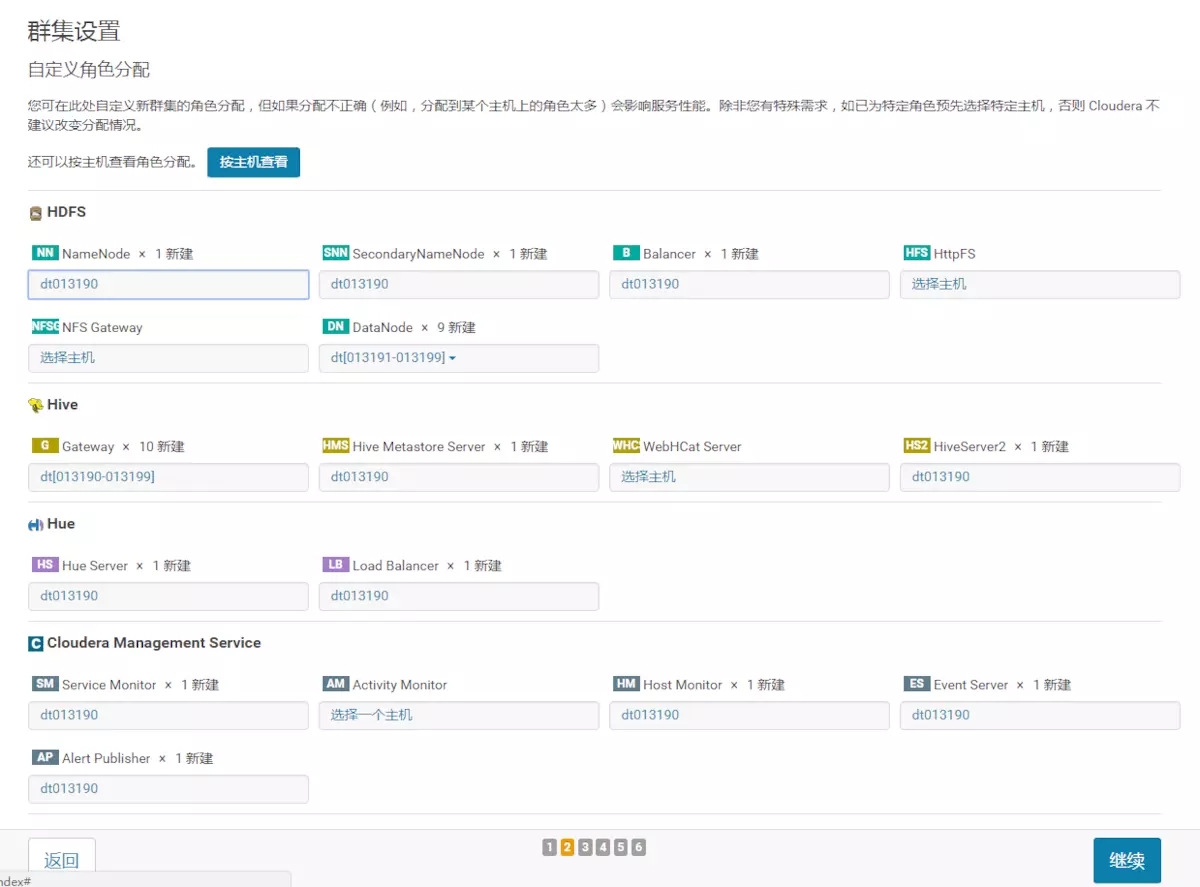 群集设置
自定义角色分配
您可在此处自定义新群集的角色分配，但如果分配不正确（例如，分配到某个主机上的角色太多）会影响服务性能。除非您有特殊需求，如已为特定角色预先选择特定主机，否则 Cloudera 不
建议改变分配情况。
还可以按主机查看角色分配。 按主机查看
HDFS
NN NameNode × 1 新建 SNN SecondaryNameNode × 1 新建 B Balancer × 1 新建 HFS HttpFS
dt013190 dt013190 dt013190 选择主机
NFSG NFS Gateway DN DataNode × 9 新建
选择主机 dt[013191-013199]
Hive
G Gateway × 10 新建 HMS Hive Metastore Server × 1 新建 WHC WebHCat Server HS2 HiveServer2 × 1 新建
dt[013190-013199] dt013190 选择主机 dt013190
Hue
HS Hue Server × 1 新建 LB Load Balancer × 1 新建
dt013190 dt013190
C Cloudera Management Service
SM Service Monitor × 1 新建 AM Activity Monitor HM Host Monitor × 1 新建 ES Event Server × 1 新建
dt013190 选择一个主机 dt013190 dt013190
AP Alert Publisher × 1 新建
dt013190
1 2 3 4 5 6
返回 继续
ndex#